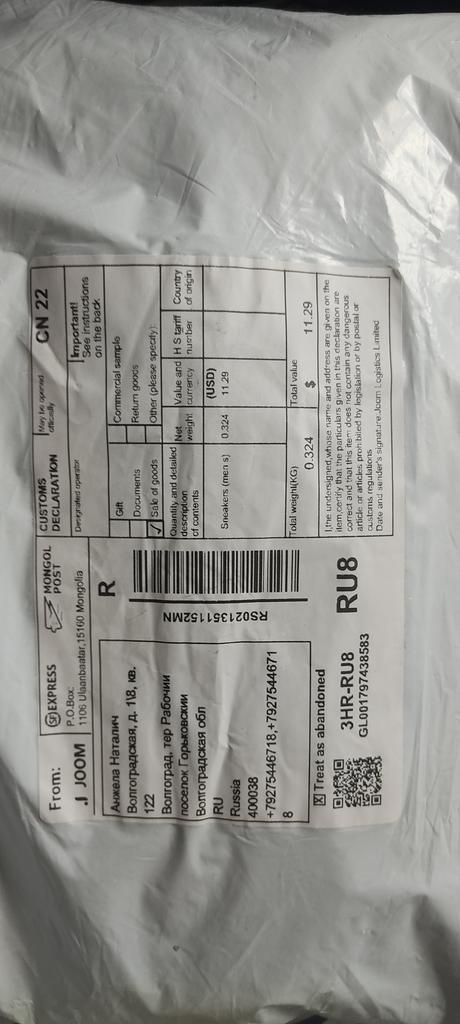 From:
SF EXPRESS
MONGOL POST
J JOOM
P.O.Box:
1106 Ulaanbaatar,15160 Mongolia
Анжела Наталич
Волгоградская, д. 118, кв.
122
Волгоград, тер Рабочий
поселок Горьковский
Волгоградская обл
RU
Russia
400038
+79275446718,+7927544671
8
R
RS021351152MN
☒ Treat as abandoned
3HR-RU8
GL001797438583
RU8
CUSTOMS
DECLARATION
May be opened
officially
CN 22
Designated operator
Important!
See instructions
on the back
Gift
Commercial sample
Documents
Return goods
✓ Sale of goods
Other (please specify):
Quantity and detailed
description
of contents
Net
weight
Value and
currency
H S tariff
number
Country
of origin
(USD)
Sneakers (men s) 0.324 11.29
Total weight(KG)
0.324
Total value
$ 11.29
I,the undersigned,whose name and address are given on the
item,certify that the particulars given in this declaration are
correct and that this item does not contain any dangerous
article or articles prohibited by legislation or by postal or
customs regulations
Date and sender's signature Joom Logistics Limited